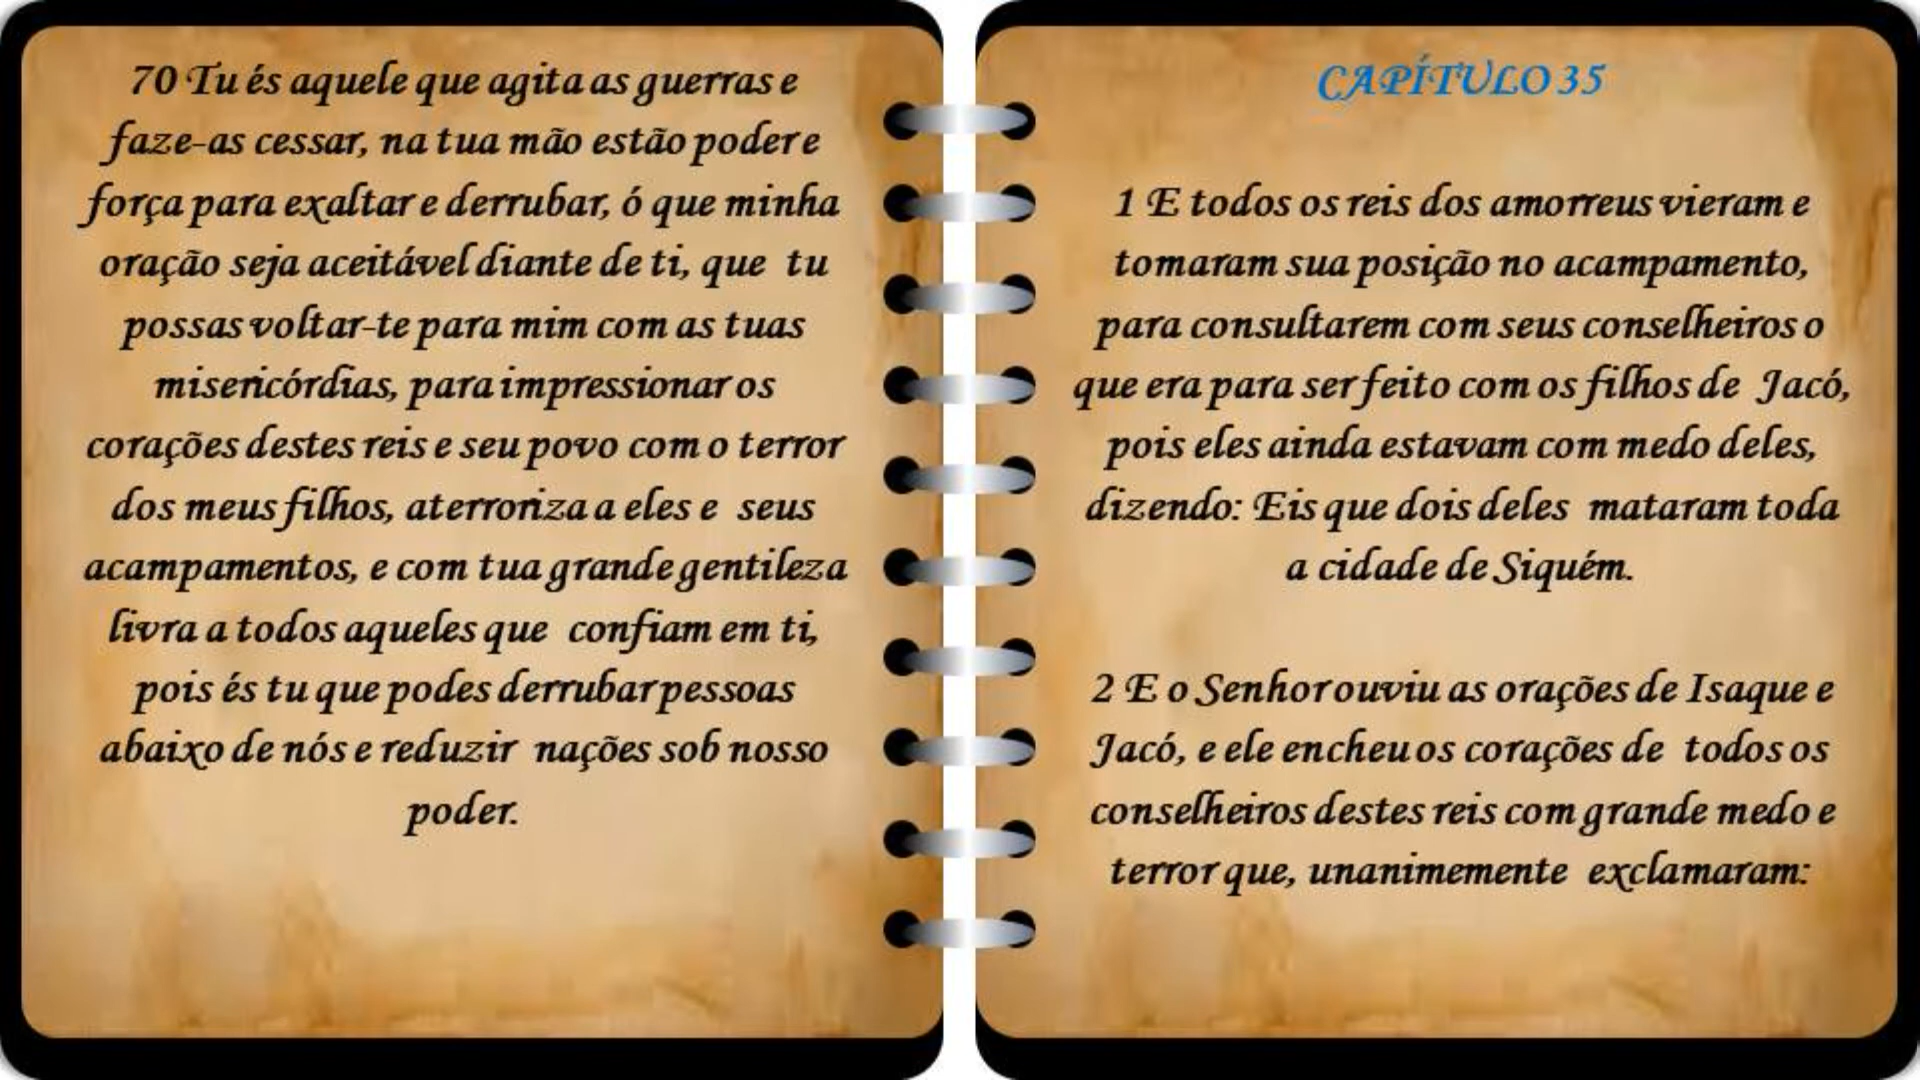 70 Tu és aquele que agita as guerras e
faze-as cessar, na tua mão estão poder e
força para exaltar e derrubar, ó que minha
oração seja aceitável diante de ti, que tu
possas voltar-te para mim com as tuas
misericórdias, para impressionar os
corações destes reis e seu povo com o terror
dos meus filhos, aterroriza a eles e seus
acampamentos, e com tua grande gentileza
livra a todos aqueles que confiam em ti,
pois és tu que podes derrubar pessoas
abaixo de nós e reduzir nações sob nosso
poder.
CAPÍTULO 35
1 E todos os reis dos amorreus vieram e
tomaram sua posição no acampamento,
para consultarem com seus conselheiros o
que era para ser feito com os filhos de Jacó,
pois eles ainda estavam com medo deles,
dizendo: Eis que dois deles mataram toda
a cidade de Siquém.
2 E o Senhor ouviu as orações de Isaque e
Jacó, e ele encheu os corações de todos os
conselheiros destes reis com grande medo e
terror que, unanimemente exclamaram: